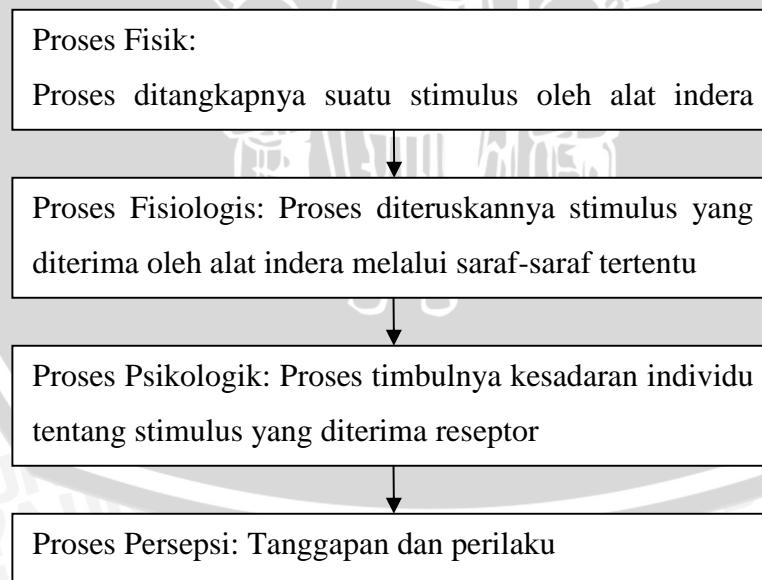 Proses Fisik:
Proses ditangkapnya suatu stimulus oleh alat indera
Proses Fisiologis: Proses diteruskannya stimulus yang
diterima oleh alat indera melalui saraf-saraf tertentu
Proses Psikologik: Proses timbulnya kesadaran individu
tentang stimulus yang diterima reseptor
Proses Persepsi: Tanggapan dan perilaku